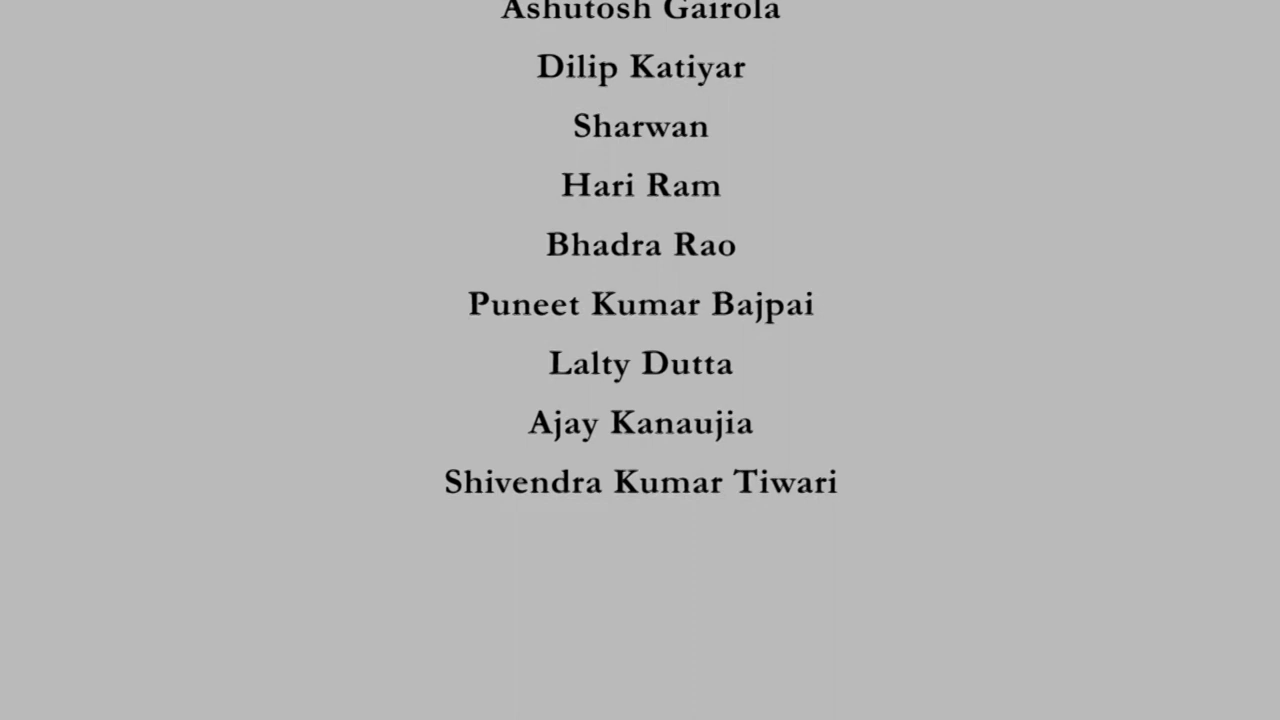 Ashutosh Gairola
Dilip Katiyar
Sharwan
Hari Ram
Bhadra Rao
Puneet Kumar Bajpai
Lalty Dutta
Ajay Kanaujia
Shivendra Kumar Tiwari